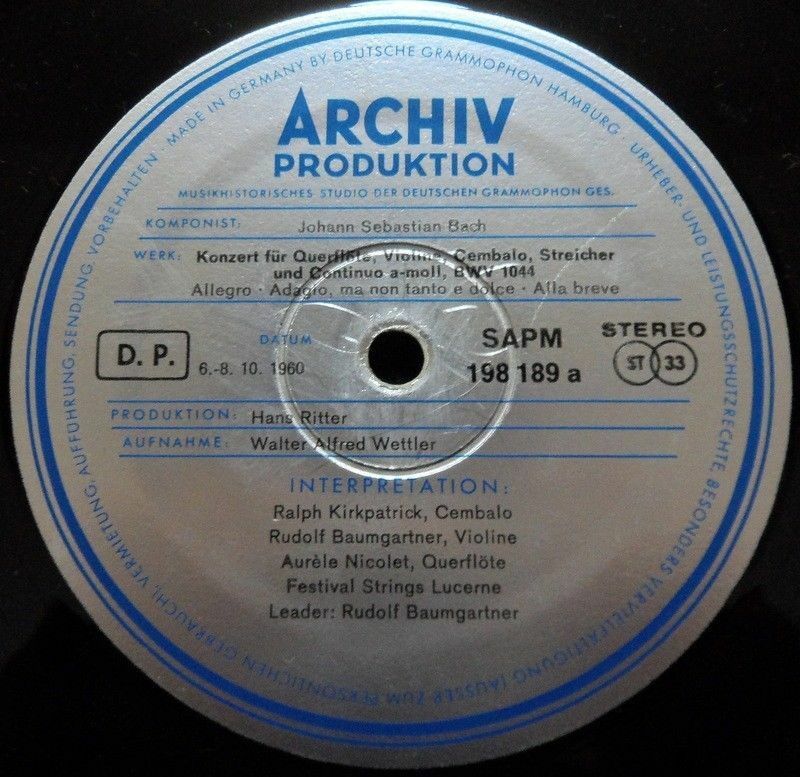 MADE IN GERMANY BY DEUTSCHE GRAMMOPHON HAMBURG · URHEBER- UND LEISTUNGSSCHUTZRECHTE, BESONDERS VERVIELFÄLTIGUNG (AUSSER ZUM PERSÖNLICHEN GEBRAUCH), VERMIETUNG, AUFFÜHRUNG, SENDUNG VORBEHALTEN ·
ARCHIV
PRODUKTION
MUSIKHISTORISCHES STUDIO DER DEUTSCHEN GRAMMOPHON GES.
KOMPONIST: Johann Sebastian Bach
WERK: Konzert für Querflöte, Violine, Cembalo, Streicher
und Continuo a-moll, BWV 1044
Allegro · Adagio, ma non tanto e dolce · Alla breve
D. P.
DATUM
6.-8. 10. 1960
SAPM
198 189 a
STEREO
ST 33
PRODUKTION: Hans Ritter
AUFNAHME: Walter Alfred Wettler
INTERPRETATION:
Ralph Kirkpatrick, Cembalo
Rudolf Baumgartner, Violine
Aurèle Nicolet, Querflöte
Festival Strings Lucerne
Leader: Rudolf Baumgartner